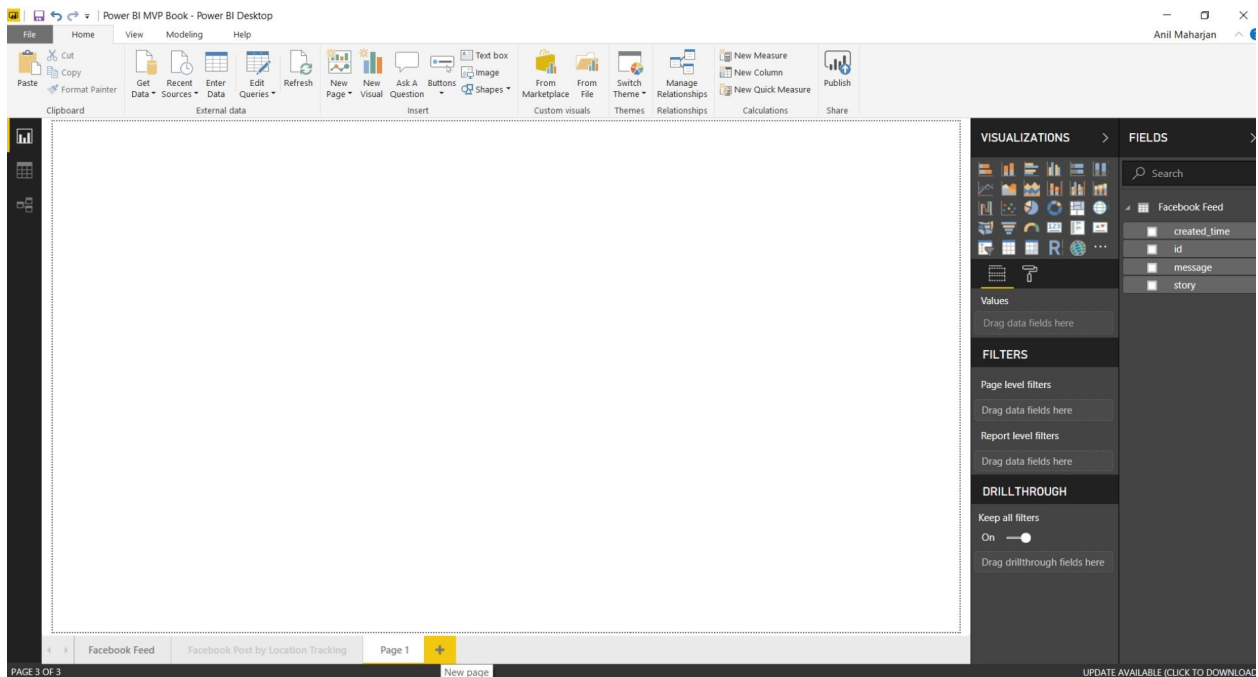 Power BI MVP Book - Power BI Desktop
File Home View Modeling Help
Anil Maharjan
Paste
Cut
Copy
Format Painter
Clipboard
Get Data
Recent Sources
Enter Data
Edit Queries
Refresh
External data
New Page
New Visual
Ask A Question
Buttons
Text box
Image
Shapes
Insert
From Marketplace
From File
Custom visuals
Switch Theme
Themes
Manage Relationships
Relationships
New Measure
New Column
New Quick Measure
Calculations
Publish
Share
VISUALIZATIONS
R
Values
Drag data fields here
FILTERS
Page level filters
Drag data fields here
Report level filters
Drag data fields here
DRILLTHROUGH
Keep all filters
On
Drag drillthrough fields here
FIELDS
Search
Facebook Feed
created_time
id
message
story
Facebook Feed
Facebook Post by Location Tracking
Page 1
New page
PAGE 3 OF 3
UPDATE AVAILABLE (CLICK TO DOWNLOAD